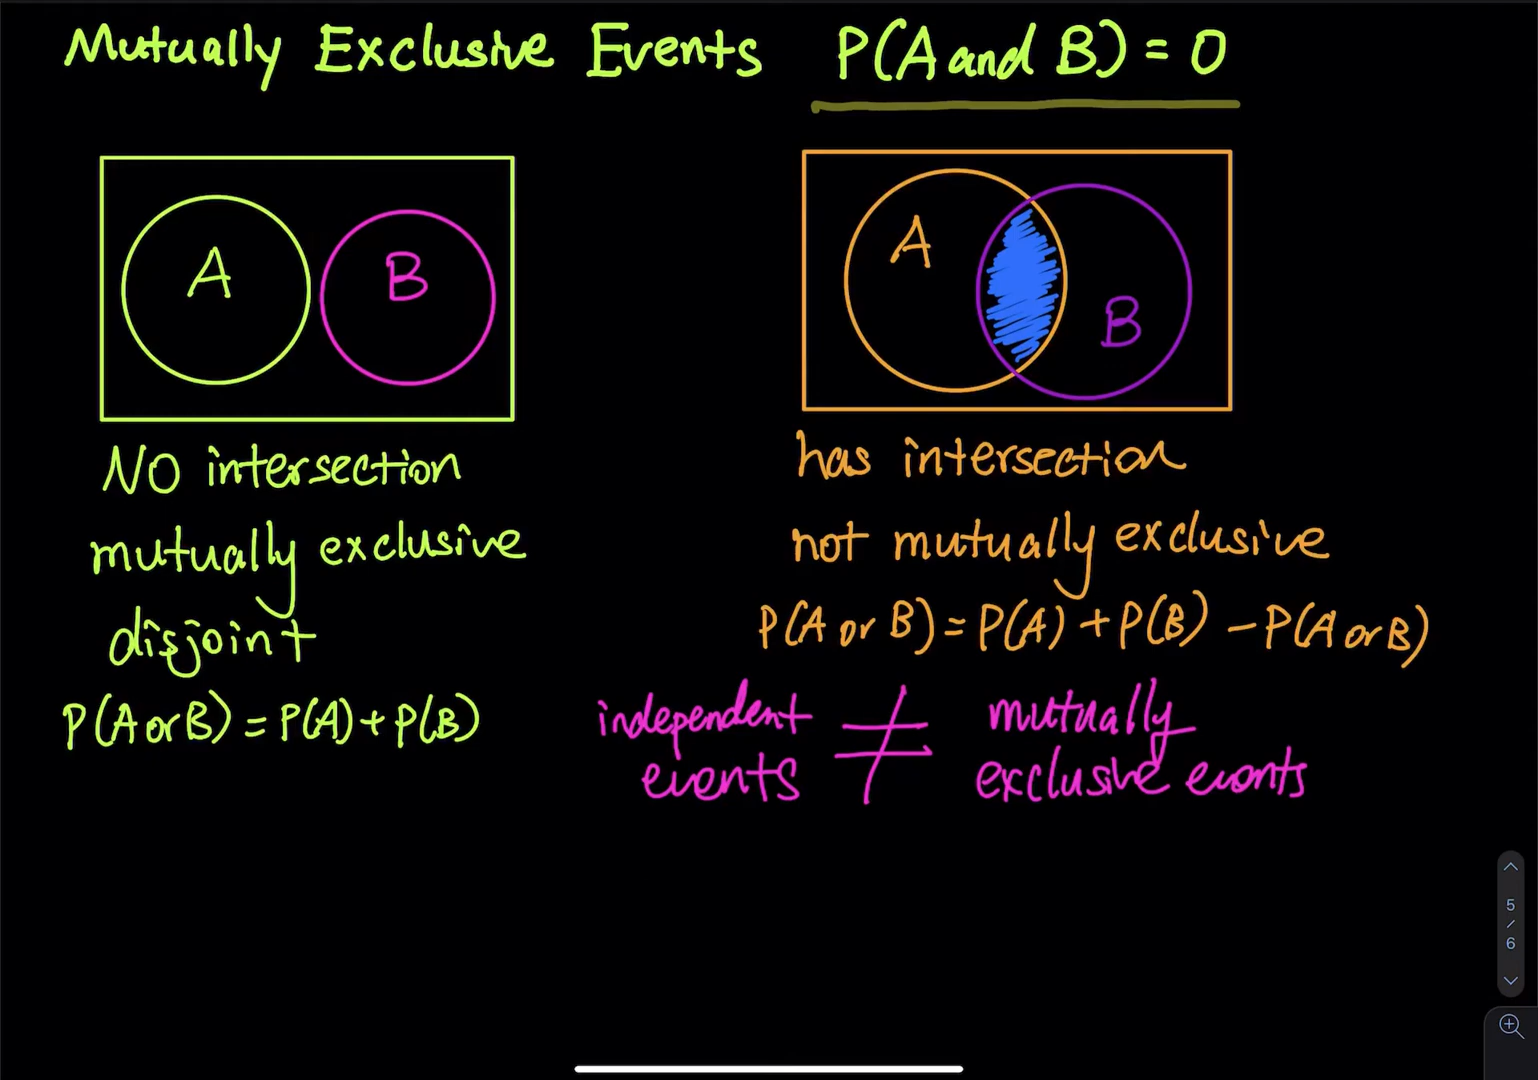 Mutually Exclusive Events P(A and B) = 0
A
B
A
B
NO intersection
mutually exclusive
disjoint
P(A or B) = P(A) + P(B)
has intersection
not mutually exclusive
P(A or B) = P(A) + P(B) - P(A or B)
independent events ≠ mutually exclusive events
5
/
6